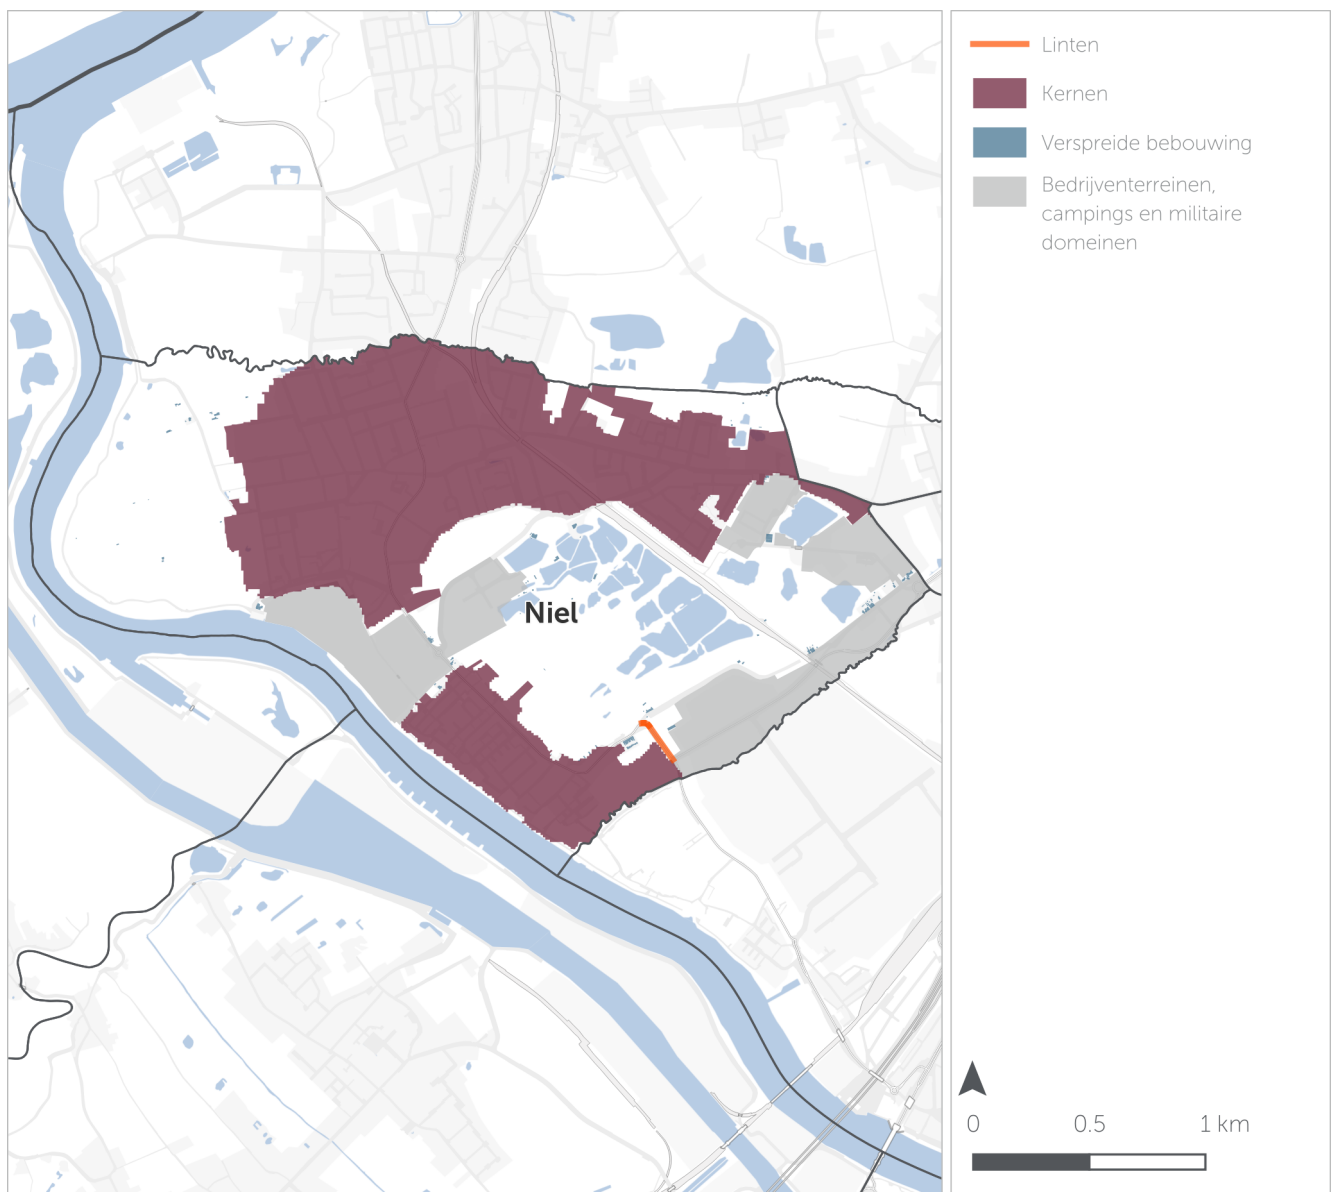 Linten
Kernen
Verspreide bebouwing
Bedrijventerreinen,
campings en militaire
domeinen
Niel
0 0.5 1 km